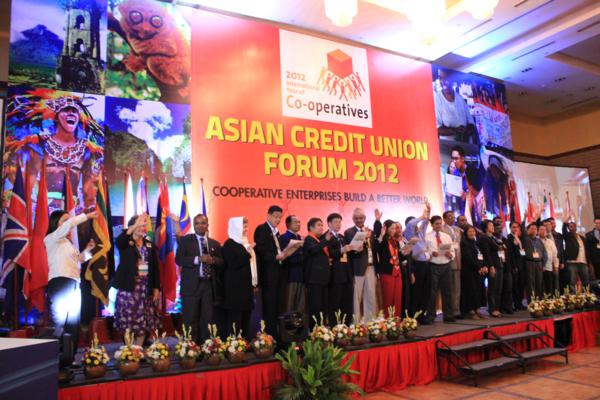 2012
International
Year of
Co-operatives
ASIAN CREDIT UNION
FORUM 2012
COOPERATIVE ENTERPRISES BUILD A BETTER WORLD